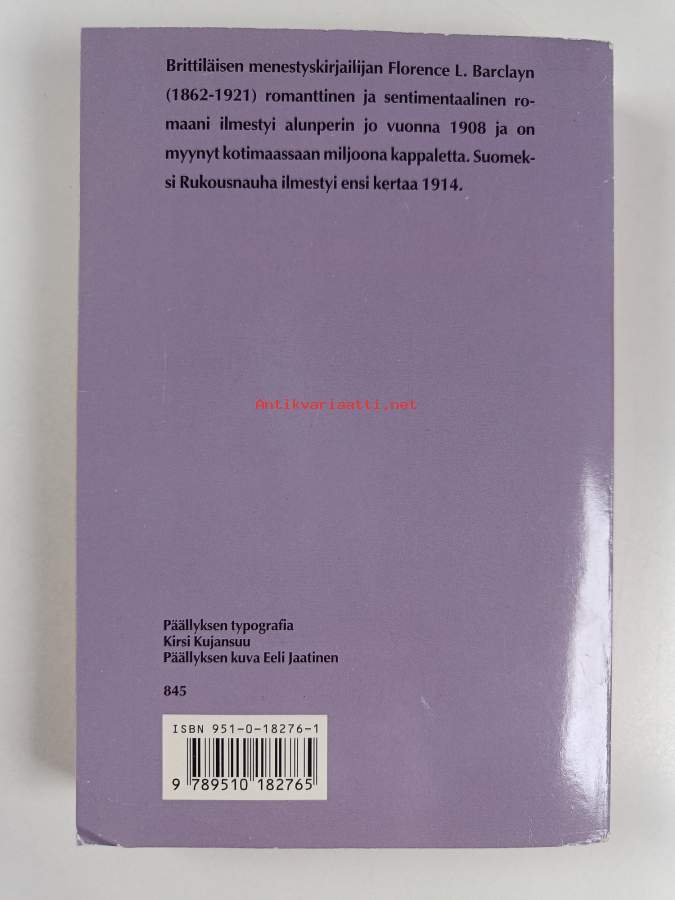 Brittiläisen menestyskirjailijan Florence L. Barclayn
(1862-1921) romanttinen ja sentimentaalinen ro-
maani ilmestyi alunperin jo vuonna 1908 ja on
myynyt kotimaassaan miljoona kappaletta. Suomek-
si Rukousnauha ilmestyi ensi kertaa 1914.
Antikvariaatti.net
Päällyksen typografia
Kirsi Kujansuu
Päällyksen kuva Eeli Jaatinen
845
ISBN 951-0-18276-1
9 789510 182765